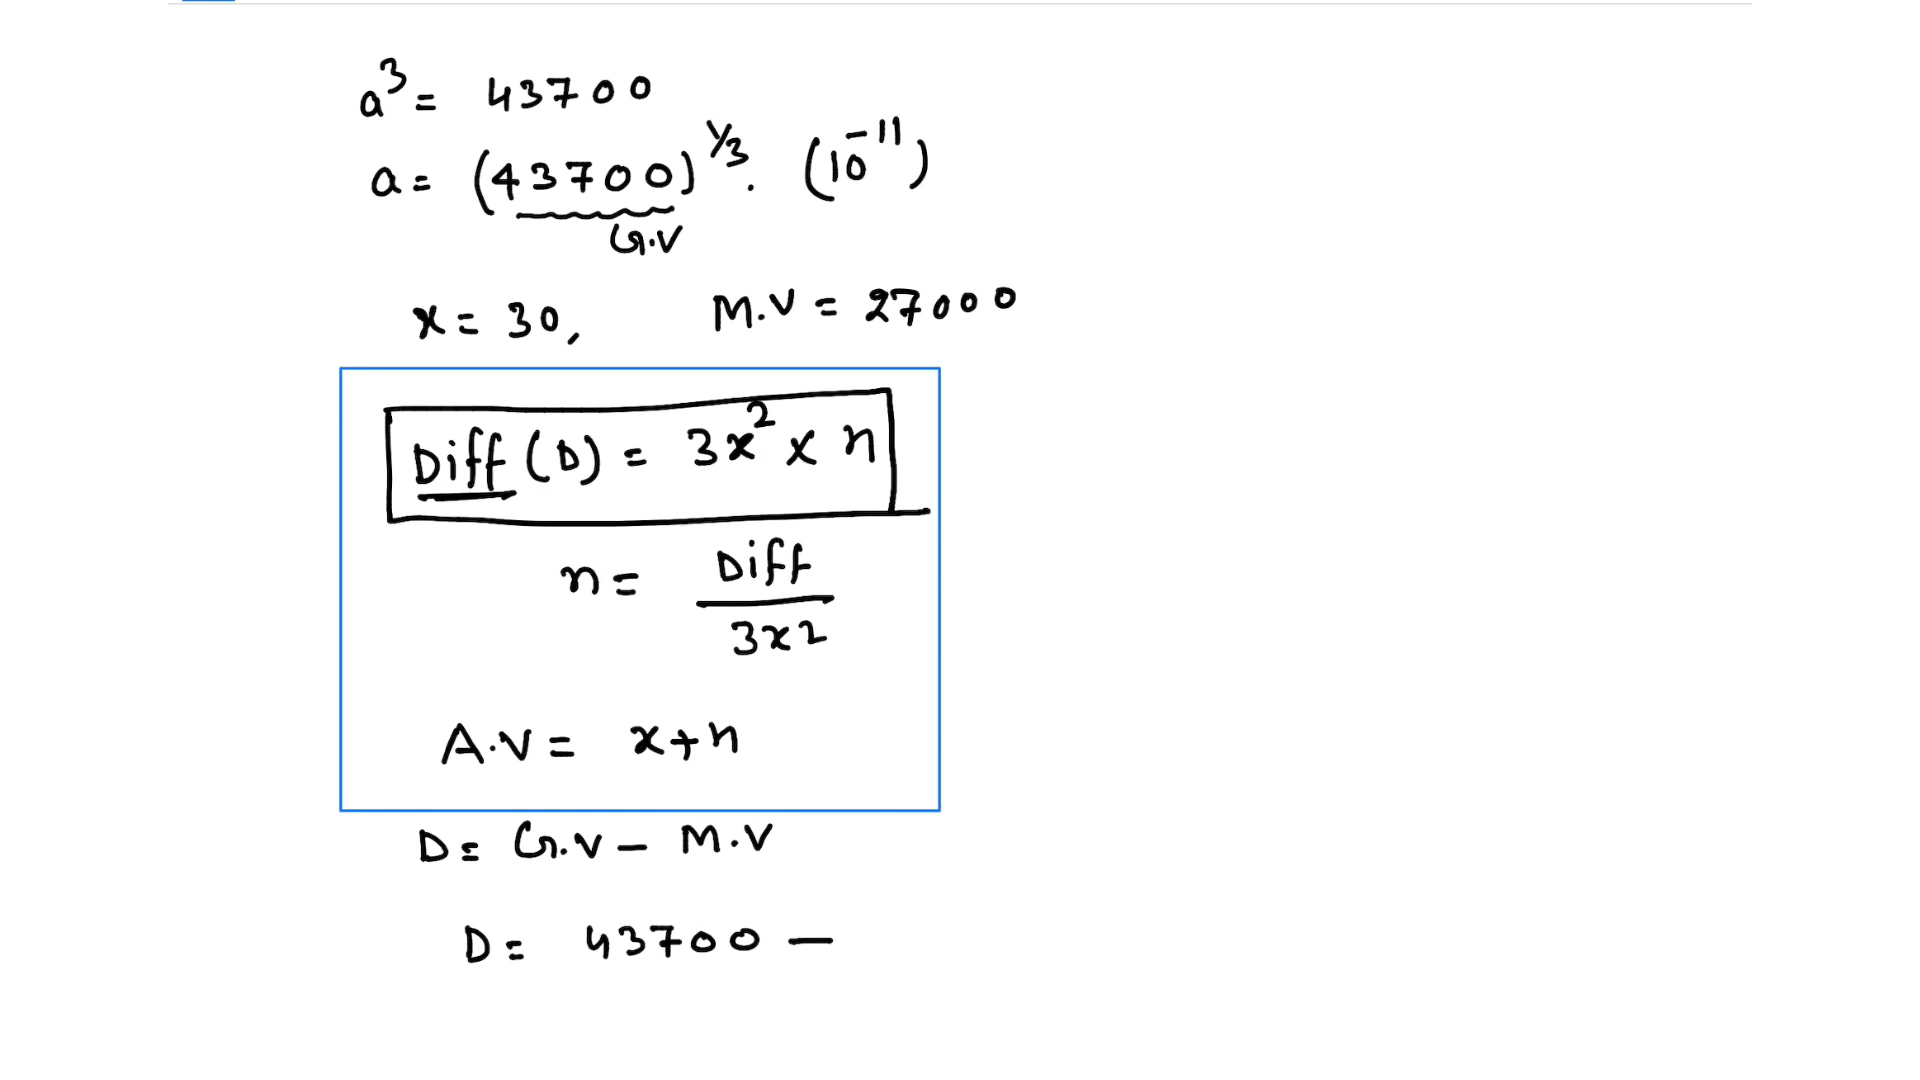 a³ = 43700
a = (43700)^1/3 . (10⁻¹¹)
G.V
x = 30, M.V = 27000
Diff (D) = 3x² x n
n = Diff / 3x2
A.V = x+n
D = G.V – M.V
D = 43700 –